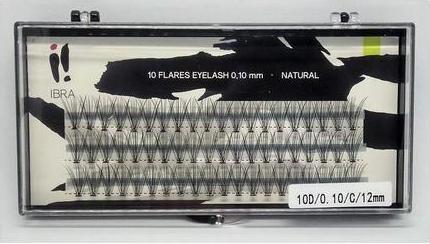 10 FLARES EYELASH 0,10 mm · NATURAL
IBRA
10D/0.10/C/12mm